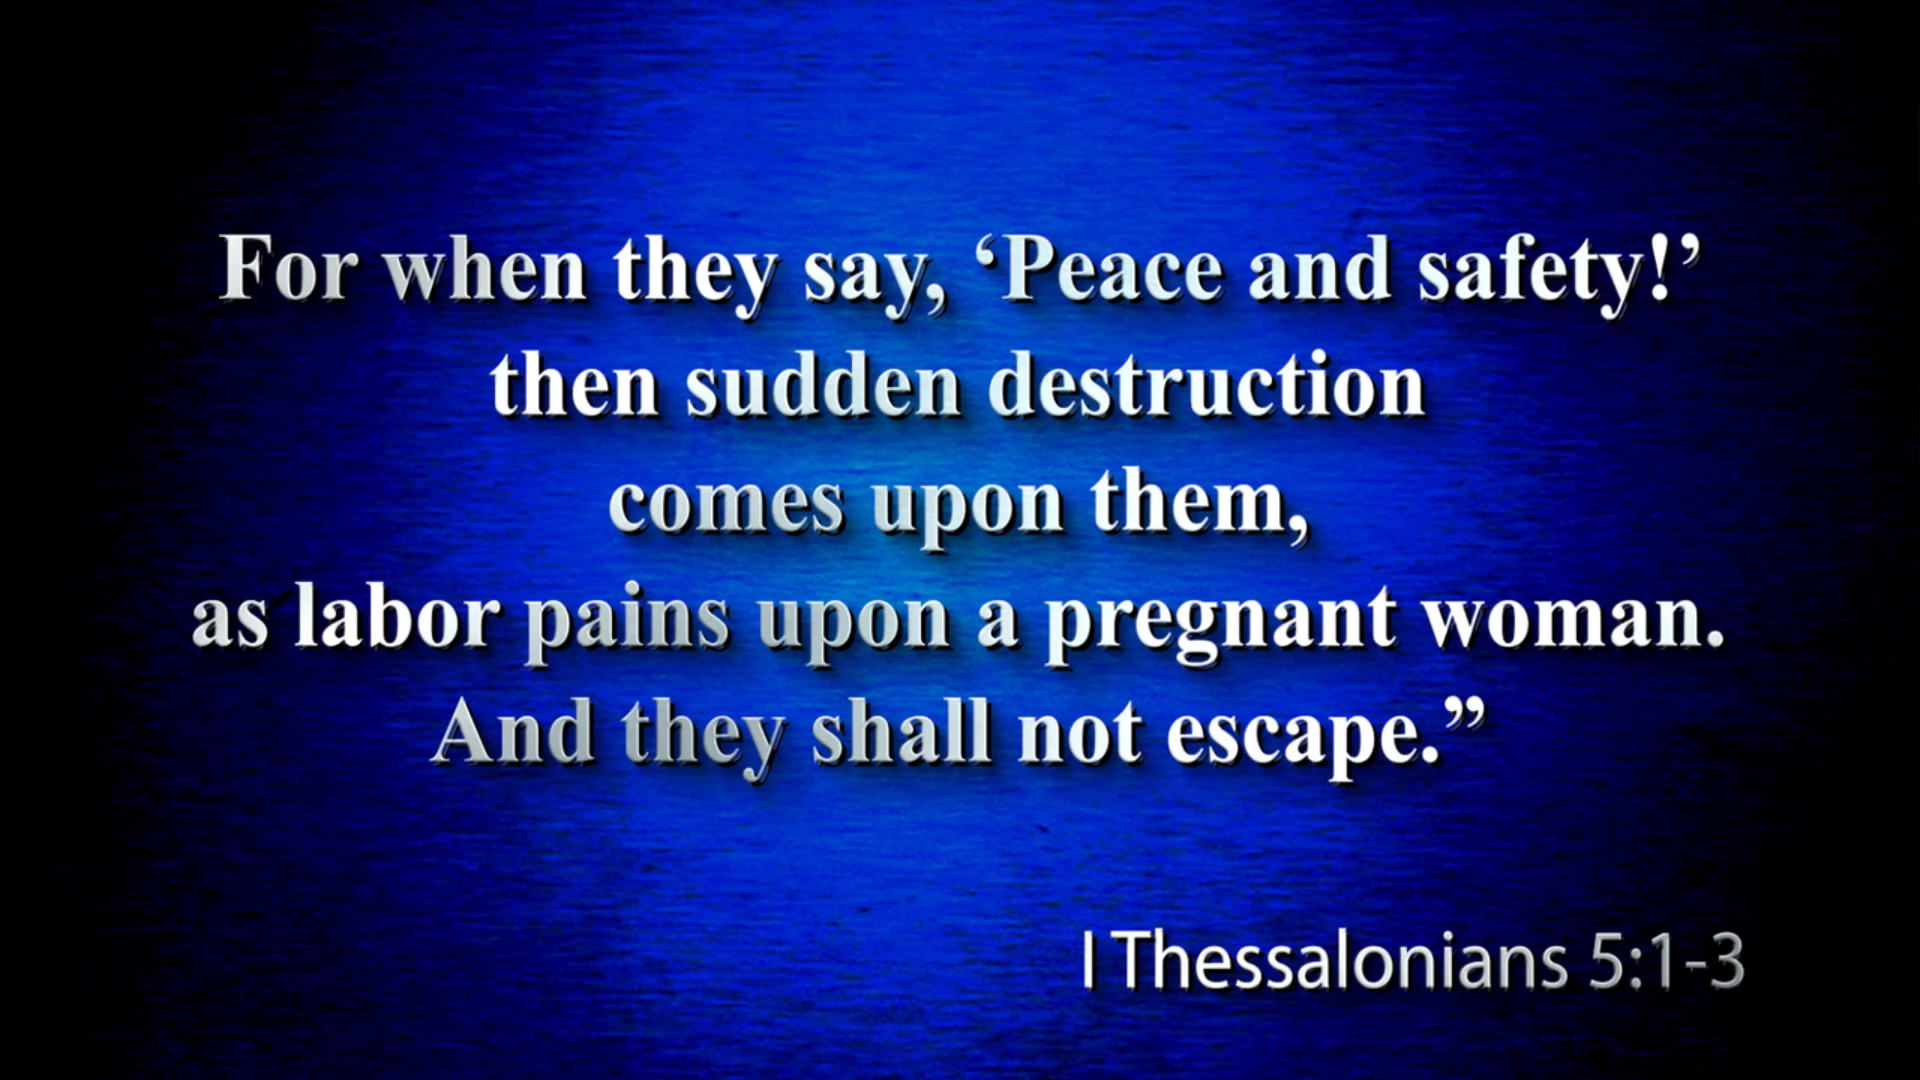 For when they say, ‘Peace and safety!’
then sudden destruction
comes upon them,
as labor pains upon a pregnant woman.
And they shall not escape.”
I Thessalonians 5:1-3